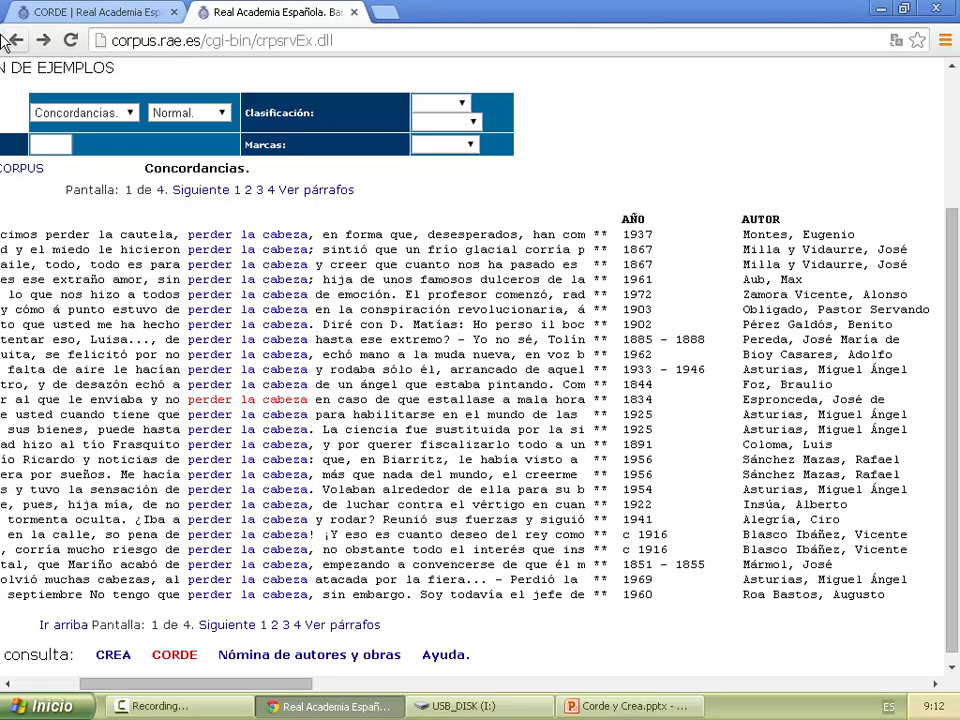 CORDE | Real Academia Esp
Real Academia Española. Ba
corpus.rae.es/cgi-bin/crpsrvEx.dll
N DE EJEMPLOS
Concordancias.
Normal.
Clasificación:
Marcas:
CORPUS
Concordancias.
Pantalla: 1 de 4. Siguiente 1 2 3 4 Ver párrafos
AÑO AUTOR
cimos perder la cautela, perder la cabeza, en forma que, desesperados, han com ** 1937 Montes, Eugenio
d y el miedo le hicieron perder la cabeza; sintió que un frío glacial corría p ** 1867 Milla y Vidaurre, José
aile, todo, todo es para perder la cabeza y creer que cuanto nos ha pasado es ** 1867 Milla y Vidaurre, José
es ese extraño amor, sin perder la cabeza; hija de unos famosos dulceros de la ** 1961 Aub, Max
lo que nos hizo a todos perder la cabeza de emoción. El profesor comenzó, rad ** 1972 Zamora Vicente, Alonso
y cómo á punto estuvo de perder la cabeza en la conspiración revolucionaria, á ** 1903 Obligado, Pastor Servando
to que usted me ha hecho perder la cabeza. Diré con D. Matías: Ho perso il boc ** 1902 Pérez Galdós, Benito
tentar eso, Luisa..., de perder la cabeza hasta ese extremo? - Yo no sé, Tolín ** 1885 - 1888 Pereda, José María de
uita, se felicitó por no perder la cabeza, echó mano a la muda nueva, en voz b ** 1962 Bioy Casares, Adolfo
falta de aire le hacían perder la cabeza y rodaba sólo él, arrancado de aquel ** 1933 - 1946 Asturias, Miguel Ángel
tro, y de desazón echó a perder la cabeza de un ángel que estaba pintando. Com ** 1844 Foz, Braulio
r al que le enviaba y no perder la cabeza en caso de que estallase a mala hora ** 1834 Espronceda, José de
e usted cuando tiene que perder la cabeza para habilitarse en el mundo de las ** 1925 Asturias, Miguel Ángel
sus bienes, puede hasta perder la cabeza. La ciencia fue sustituida por la si ** 1925 Asturias, Miguel Ángel
ad hizo al tío Frasquito perder la cabeza, y por querer fiscalizarlo todo a un ** 1891 Coloma, Luis
ío Ricardo y noticias de perder la cabeza: que, en Biarritz, le había visto a ** 1956 Sánchez Mazas, Rafael
era por sueños. Me hacía perder la cabeza, más que nada del mundo, el creerme ** 1956 Sánchez Mazas, Rafael
s y tuvo la sensación de perder la cabeza. Volaban alrededor de ella para su b ** 1954 Asturias, Miguel Ángel
e, pues, hija mía, de no perder la cabeza, de luchar contra el vértigo en cuan ** 1922 Insúa, Alberto
tormenta oculta. ¿Iba a perder la cabeza y rodar? Reunió sus fuerzas y siguió ** 1941 Alegría, Ciro
en la calle, so pena de perder la cabeza! ¡Y eso es cuanto deseo del rey como ** c 1916 Blasco Ibáñez, Vicente
, corría mucho riesgo de perder la cabeza, no obstante todo el interés que ins ** c 1916 Blasco Ibáñez, Vicente
tal, que Mariño acabó de perder la cabeza, empezando a convencerse de que él m ** 1851 - 1855 Mármol, José
olvió muchas cabezas, al perder la cabeza atacada por la fiera... - Perdió la ** 1969 Asturias, Miguel Ángel
septiembre No tengo que perder la cabeza, sin embargo. Soy todavía el jefe de ** 1960 Roa Bastos, Augusto
Ir arriba Pantalla: 1 de 4. Siguiente 1 2 3 4 Ver párrafos
consulta: CREA CORDE Nómina de autores y obras Ayuda.
Inicio
Recording...
Real Academia Españ...
USB_DISK (I:)
Corde y Crea.pptx - ...
ES
9:12